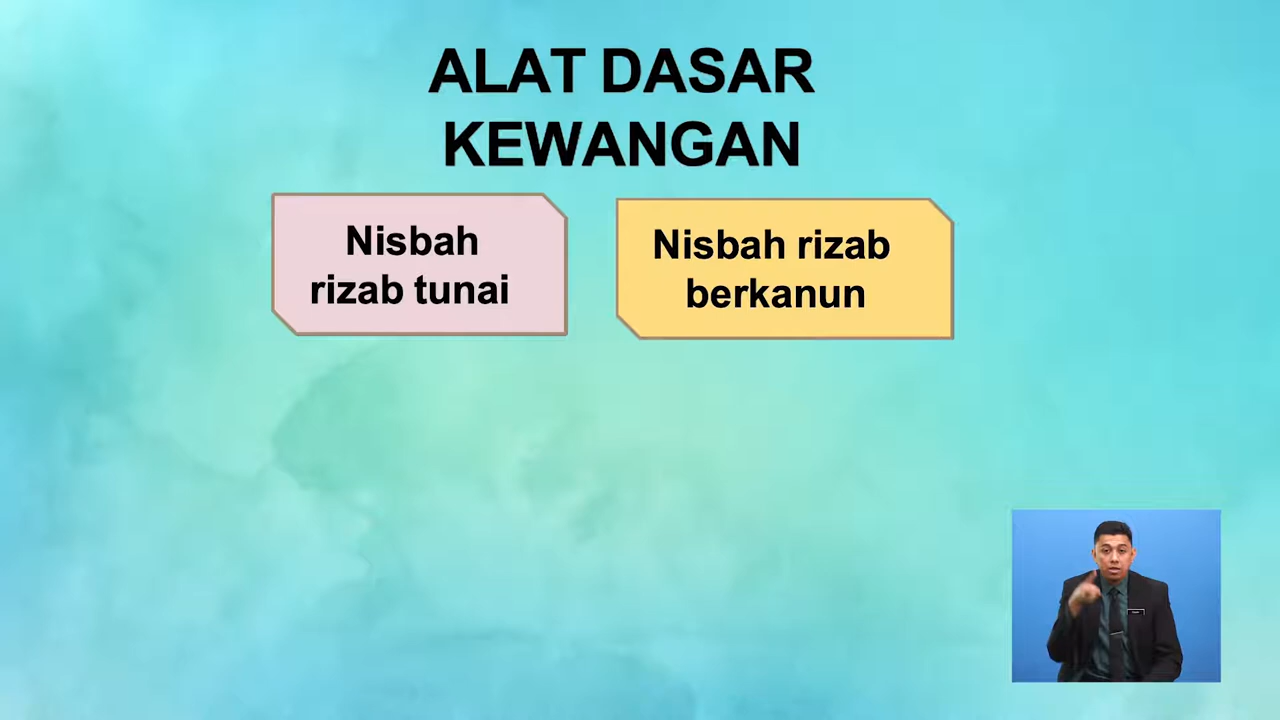 ALAT DASAR
KEWANGAN
Nisbah
rizab tunai
Nisbah rizab
berkanun